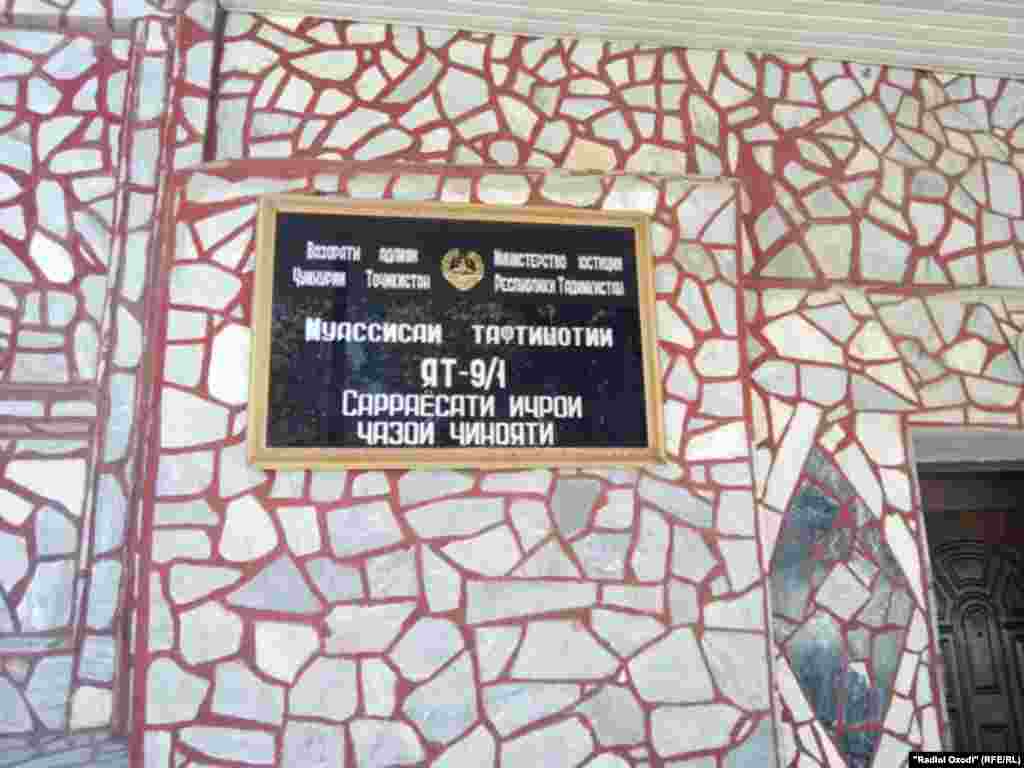 Вазорати адлияи
Ҷумҳурии Тоҷикистон
Министерство юстиции
Республики Таджикистан
Муассисаи тафтишотии
ЯТ-9/1
Сарраёсати иҷрои
ҷазои ҷиноятӣ
"Radioi Ozodi" (RFE/RL)